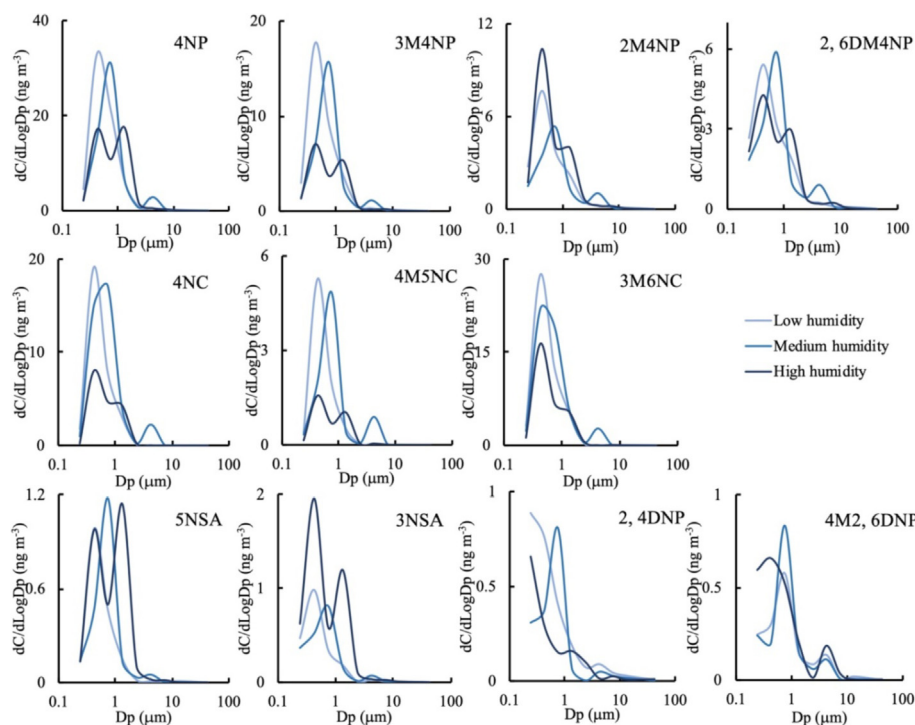 4NP
dC/dLogDp (ng m⁻³)
40
30
20
10
0
0.1 1 10 100
Dp (μm)
3M4NP
dC/dLogDp (ng m⁻³)
20
10
0
0.1 1 10 100
Dp (μm)
2M4NP
dC/dLogDp (ng m⁻³)
12
6
0
0.1 1 10 100
Dp (μm)
2, 6DM4NP
dC/dLogDp (ng m⁻³)
6
3
0
0.1 1 10 100
Dp (μm)
4NC
dC/dLogDp (ng m⁻³)
20
10
0
0.1 1 10 100
Dp (μm)
4M5NC
dC/dLogDp (ng m⁻³)
6
3
0
0.1 1 10 100
Dp (μm)
3M6NC
dC/dLogDp (ng m⁻³)
30
15
0
0.1 1 10 100
Dp (μm)
Low humidity
Medium humidity
High humidity
5NSA
dC/dLogDp (ng m⁻³)
1.2
0.6
0
0.1 1 10 100
Dp (μm)
3NSA
dC/dLogDp (ng m⁻³)
2
1
0
0.1 1 10 100
Dp (μm)
2, 4DNP
dC/dLogDp (ng m⁻³)
1
0.5
0
0.1 1 10 100
Dp (μm)
4M2, 6DNP
dC/dLogDp (ng m⁻³)
1
0.5
0
0.1 1 10 100
Dp (μm)